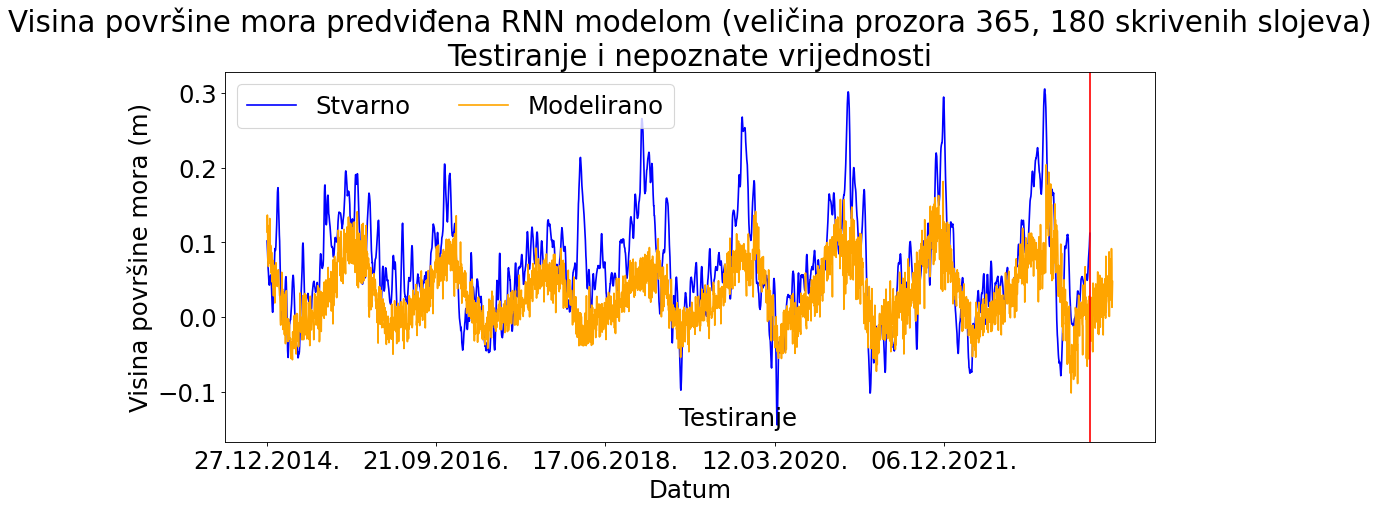 Visina površine mora predviđena RNN modelom (veličina prozora 365, 180 skrivenih slojeva)
Testiranje i nepoznate vrijednosti
Stvarno
Modelirano
Visina površine mora (m)
0.3
0.2
0.1
0.0
−0.1
Testiranje
27.12.2014.
21.09.2016.
17.06.2018.
12.03.2020.
06.12.2021.
Datum